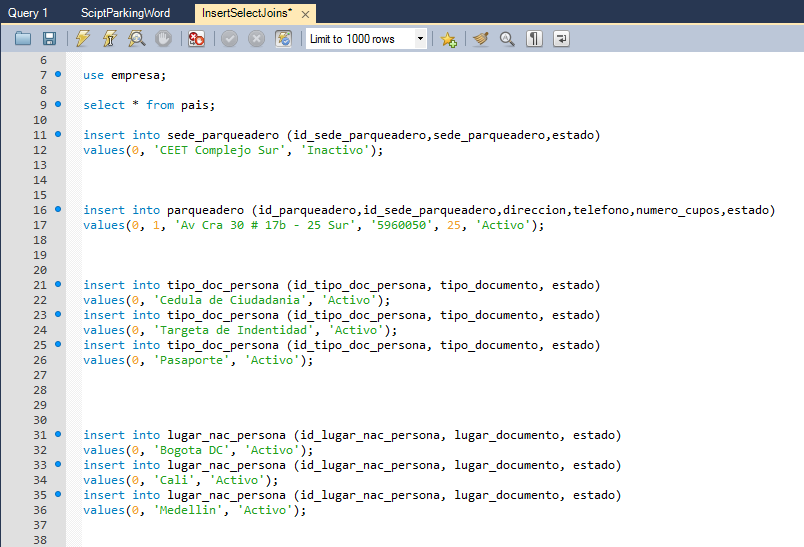 Query 1 SciptParkingWord InsertSelectJoins* ×
Limit to 1000 rows
6
7 use empresa;
8
9 select * from pais;
10
11 insert into sede_parqueadero (id_sede_parqueadero,sede_parqueadero,estado)
12 values(0, 'CEET Complejo Sur', 'Inactivo');
13
14
15
16 insert into parqueadero (id_parqueadero,id_sede_parqueadero,direccion,telefono,numero_cupos,estado)
17 values(0, 1, 'Av Cra 30 # 17b - 25 Sur', '5960050', 25, 'Activo');
18
19
20
21 insert into tipo_doc_persona (id_tipo_doc_persona, tipo_documento, estado)
22 values(0, 'Cedula de Ciudadania', 'Activo');
23 insert into tipo_doc_persona (id_tipo_doc_persona, tipo_documento, estado)
24 values(0, 'Targeta de Indentidad', 'Activo');
25 insert into tipo_doc_persona (id_tipo_doc_persona, tipo_documento, estado)
26 values(0, 'Pasaporte', 'Activo');
27
28
29
30
31 insert into lugar_nac_persona (id_lugar_nac_persona, lugar_documento, estado)
32 values(0, 'Bogota DC', 'Activo');
33 insert into lugar_nac_persona (id_lugar_nac_persona, lugar_documento, estado)
34 values(0, 'Cali', 'Activo');
35 insert into lugar_nac_persona (id_lugar_nac_persona, lugar_documento, estado)
36 values(0, 'Medellin', 'Activo');
37
38